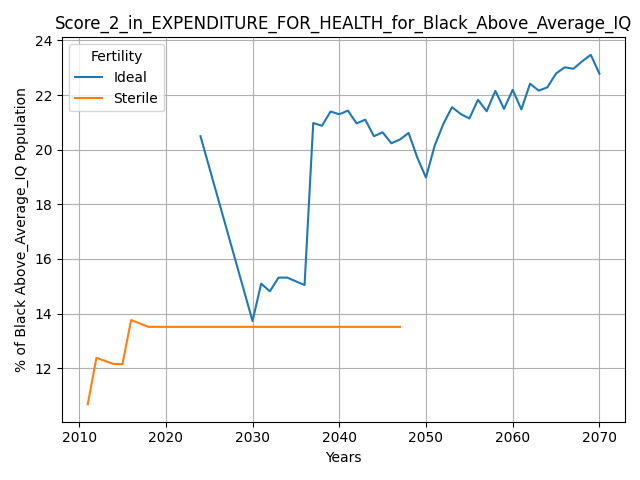 Score_2_in_EXPENDITURE_FOR_HEALTH_for_Black_Above_Average_IQ
Fertility
Ideal
Sterile
% of Black Above_Average_IQ Population
24
22
20
18
16
14
12
2010 2020 2030 2040 2050 2060 2070
Years